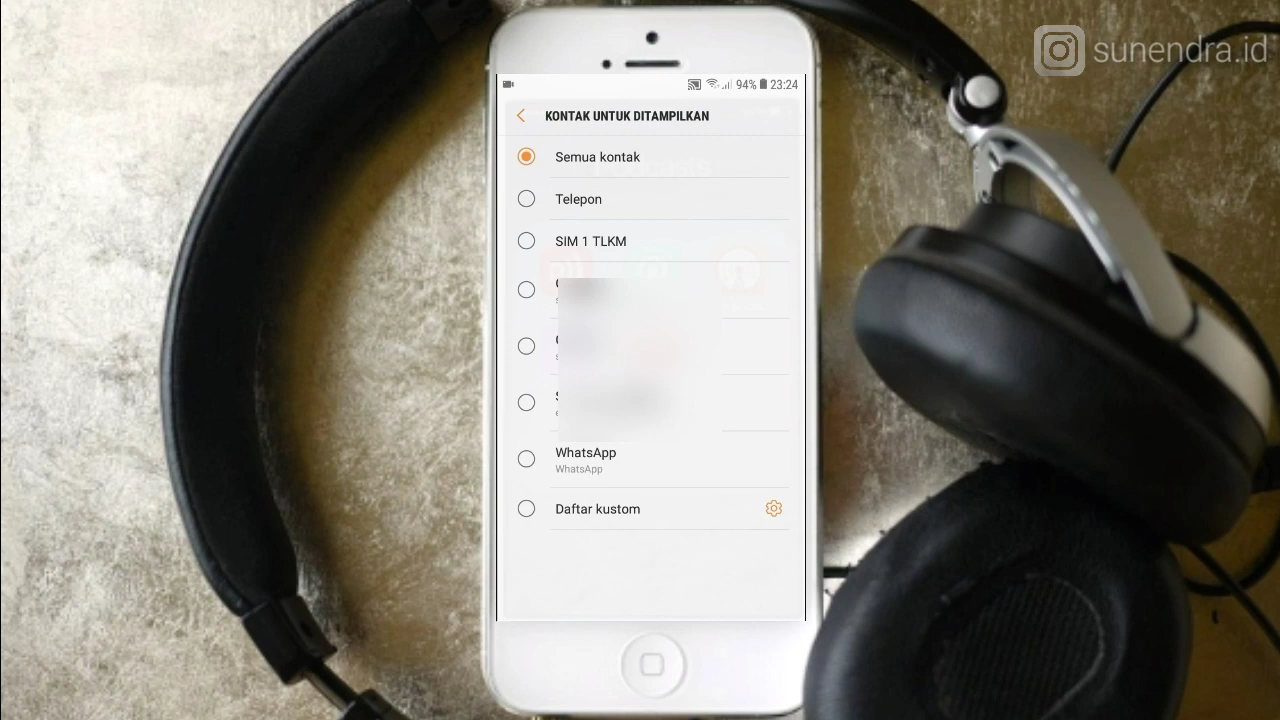 sunendra.id
94% 23:24
KONTAK UNTUK DITAMPILKAN
Semua kontak
Telepon
SIM 1 TLKM
WhatsApp
WhatsApp
Daftar kustom